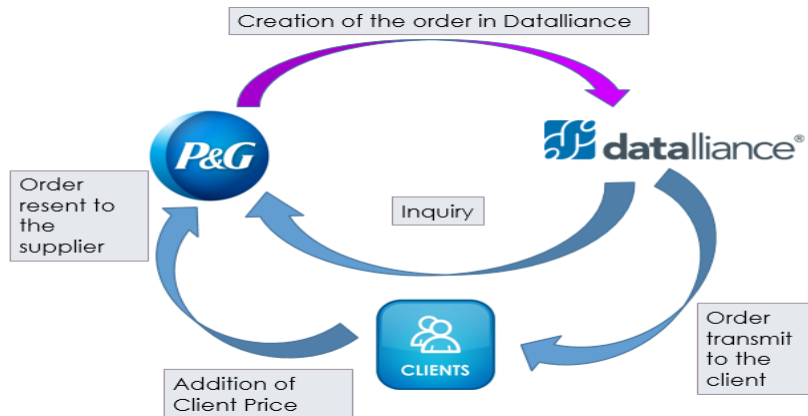 Creation of the order in Datalliance
P&G
datalliance®
Order
resent to
the
supplier
Inquiry
Order
transmit
to the
client
CLIENTS
Addition of
Client Price